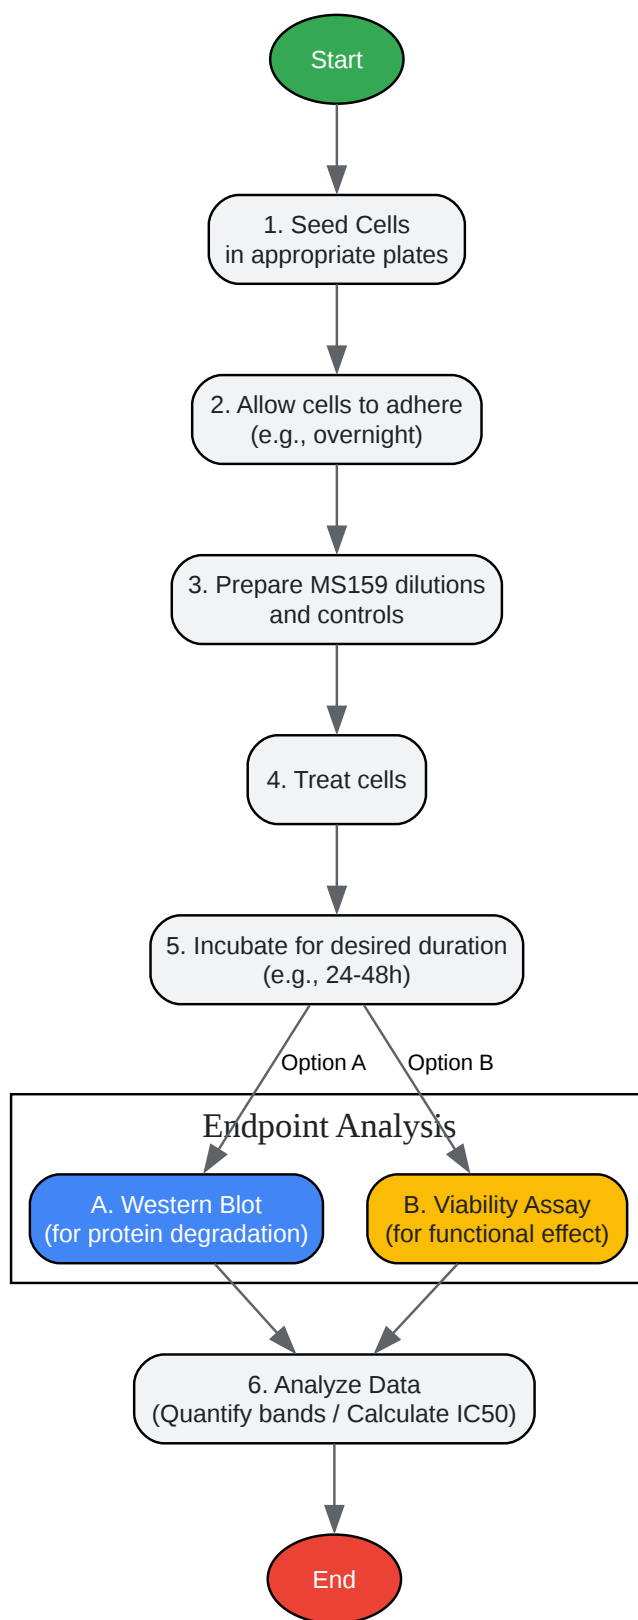 Start
1. Seed Cells
in appropriate plates
2. Allow cells to adhere
(e.g., overnight)
3. Prepare MS159 dilutions
and controls
4. Treat cells
5. Incubate for desired duration
(e.g., 24-48h)
Option A
Option B
Endpoint Analysis
A. Western Blot
(for protein degradation)
B. Viability Assay
(for functional effect)
6. Analyze Data
(Quantify bands / Calculate IC50)
End